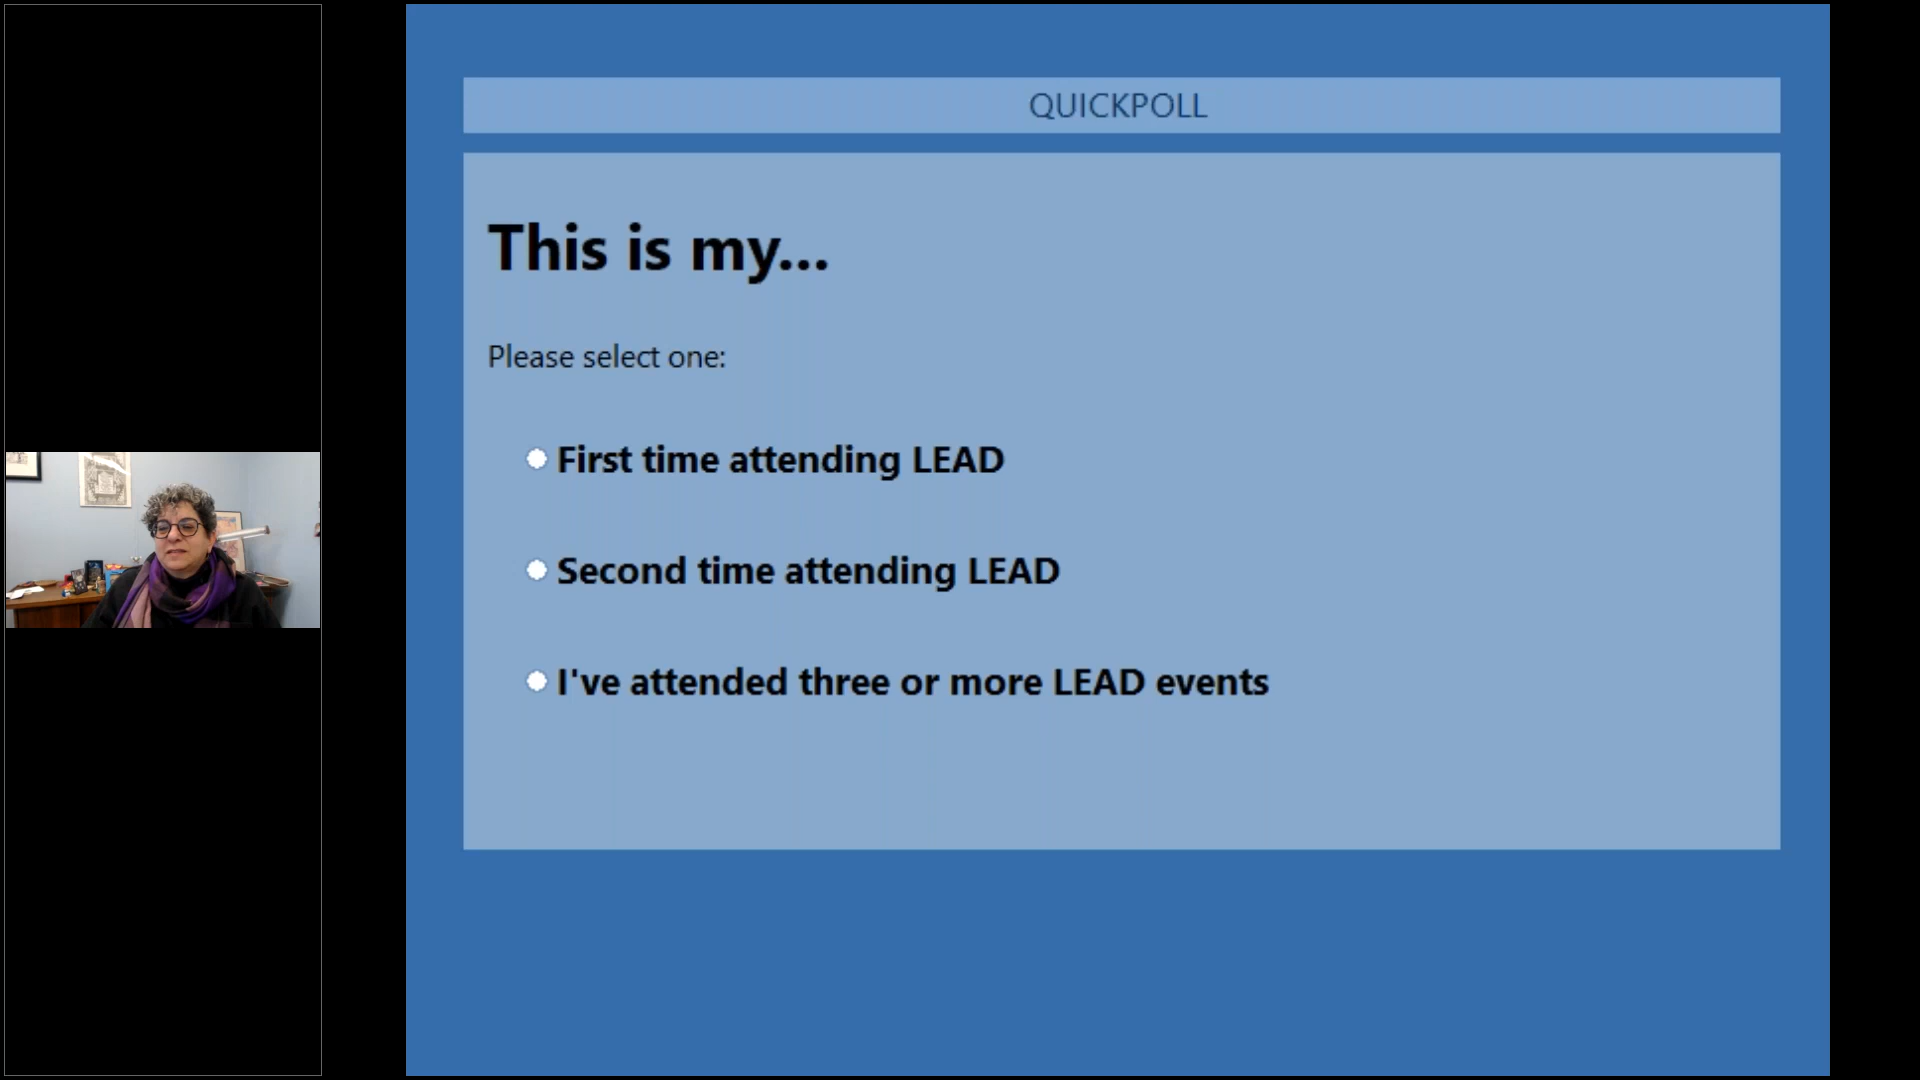 QUICKPOLL
This is my...
Please select one:
First time attending LEAD
Second time attending LEAD
I've attended three or more LEAD events